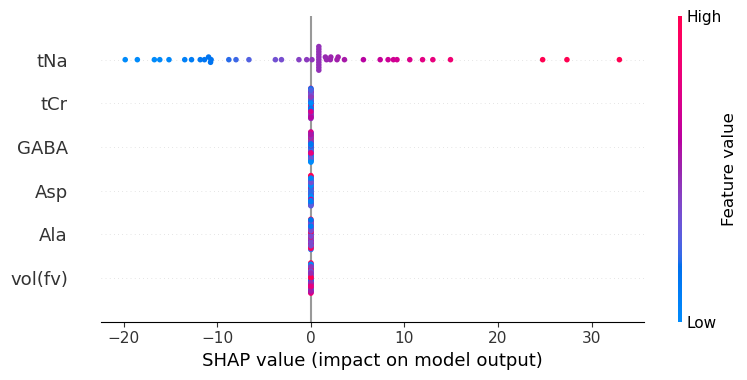 High
tNa
tCr
GABA
Asp
Ala
vol(fv)
Feature value
Low
−20 −10 0 10 20 30
SHAP value (impact on model output)